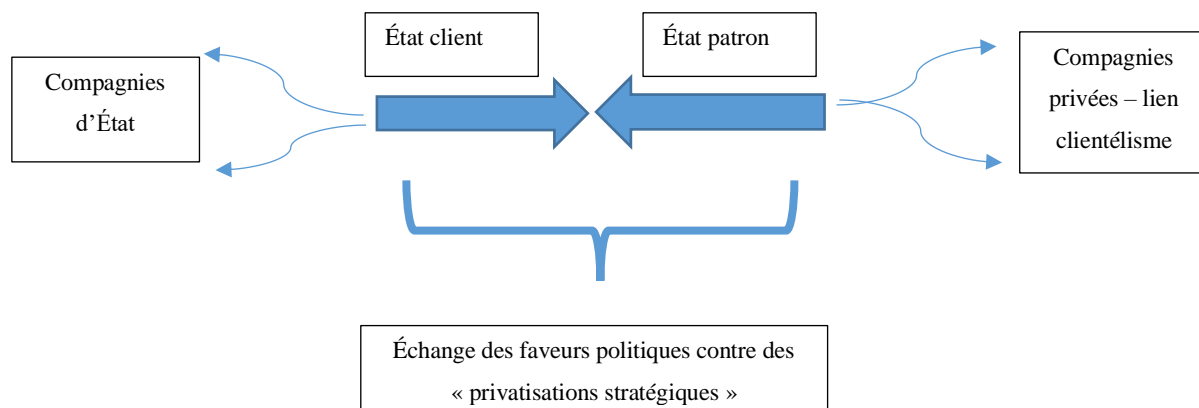 État client
État patron
Compagnies
d’État
Compagnies
privées – lien
clientélisme
Échange des faveurs politiques contre des
« privatisations stratégiques »